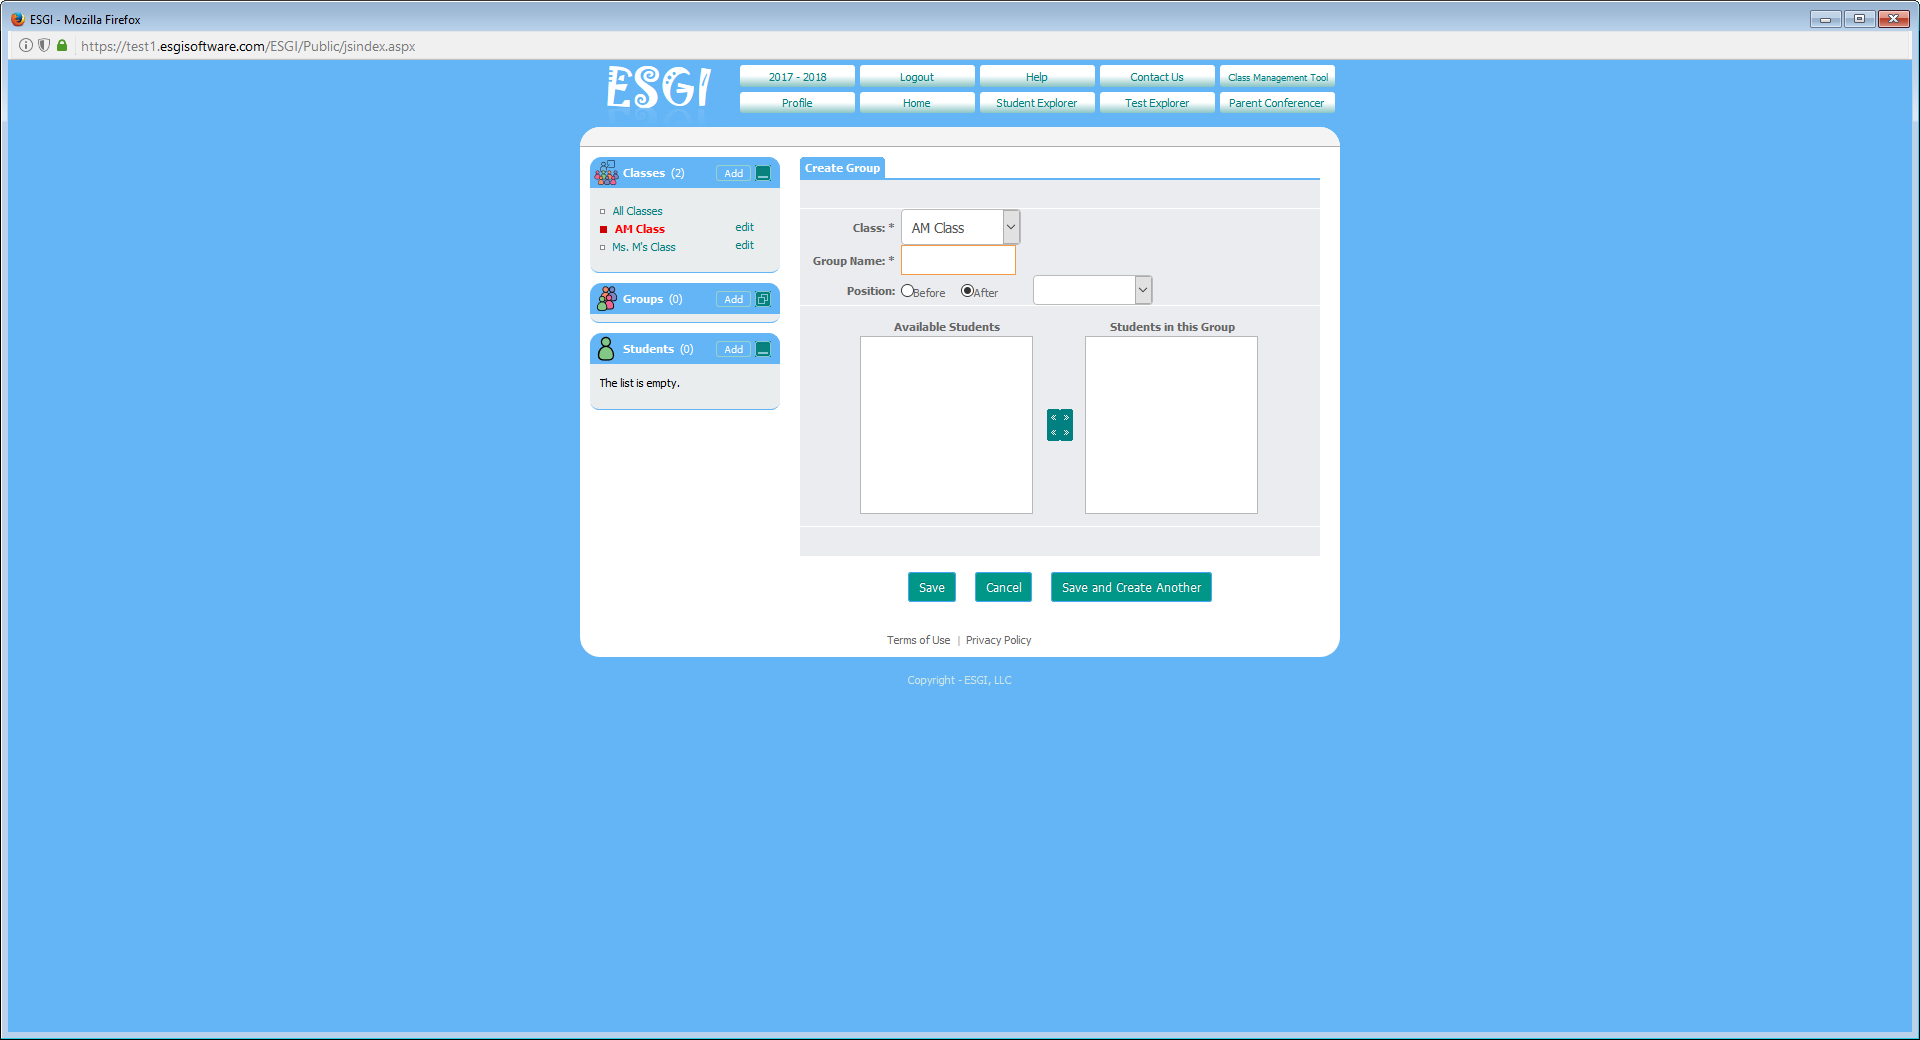 ESGI - Mozilla Firefox
https://test1.esgisoftware.com/ESGI/Public/jsindex.aspx
ESGI
2017 - 2018
Logout
Help
Contact Us
Class Management Tool
Profile
Home
Student Explorer
Test Explorer
Parent Conferencer
Classes (2)
Add
All Classes
AM Class
edit
Ms. M's Class
edit
Groups (0)
Add
Students (0)
Add
The list is empty.
Create Group
Class: *
AM Class
Group Name: *
Position:
Before
After
Available Students
Students in this Group
« »
« »
Save
Cancel
Save and Create Another
Terms of Use | Privacy Policy
Copyright - ESGI, LLC